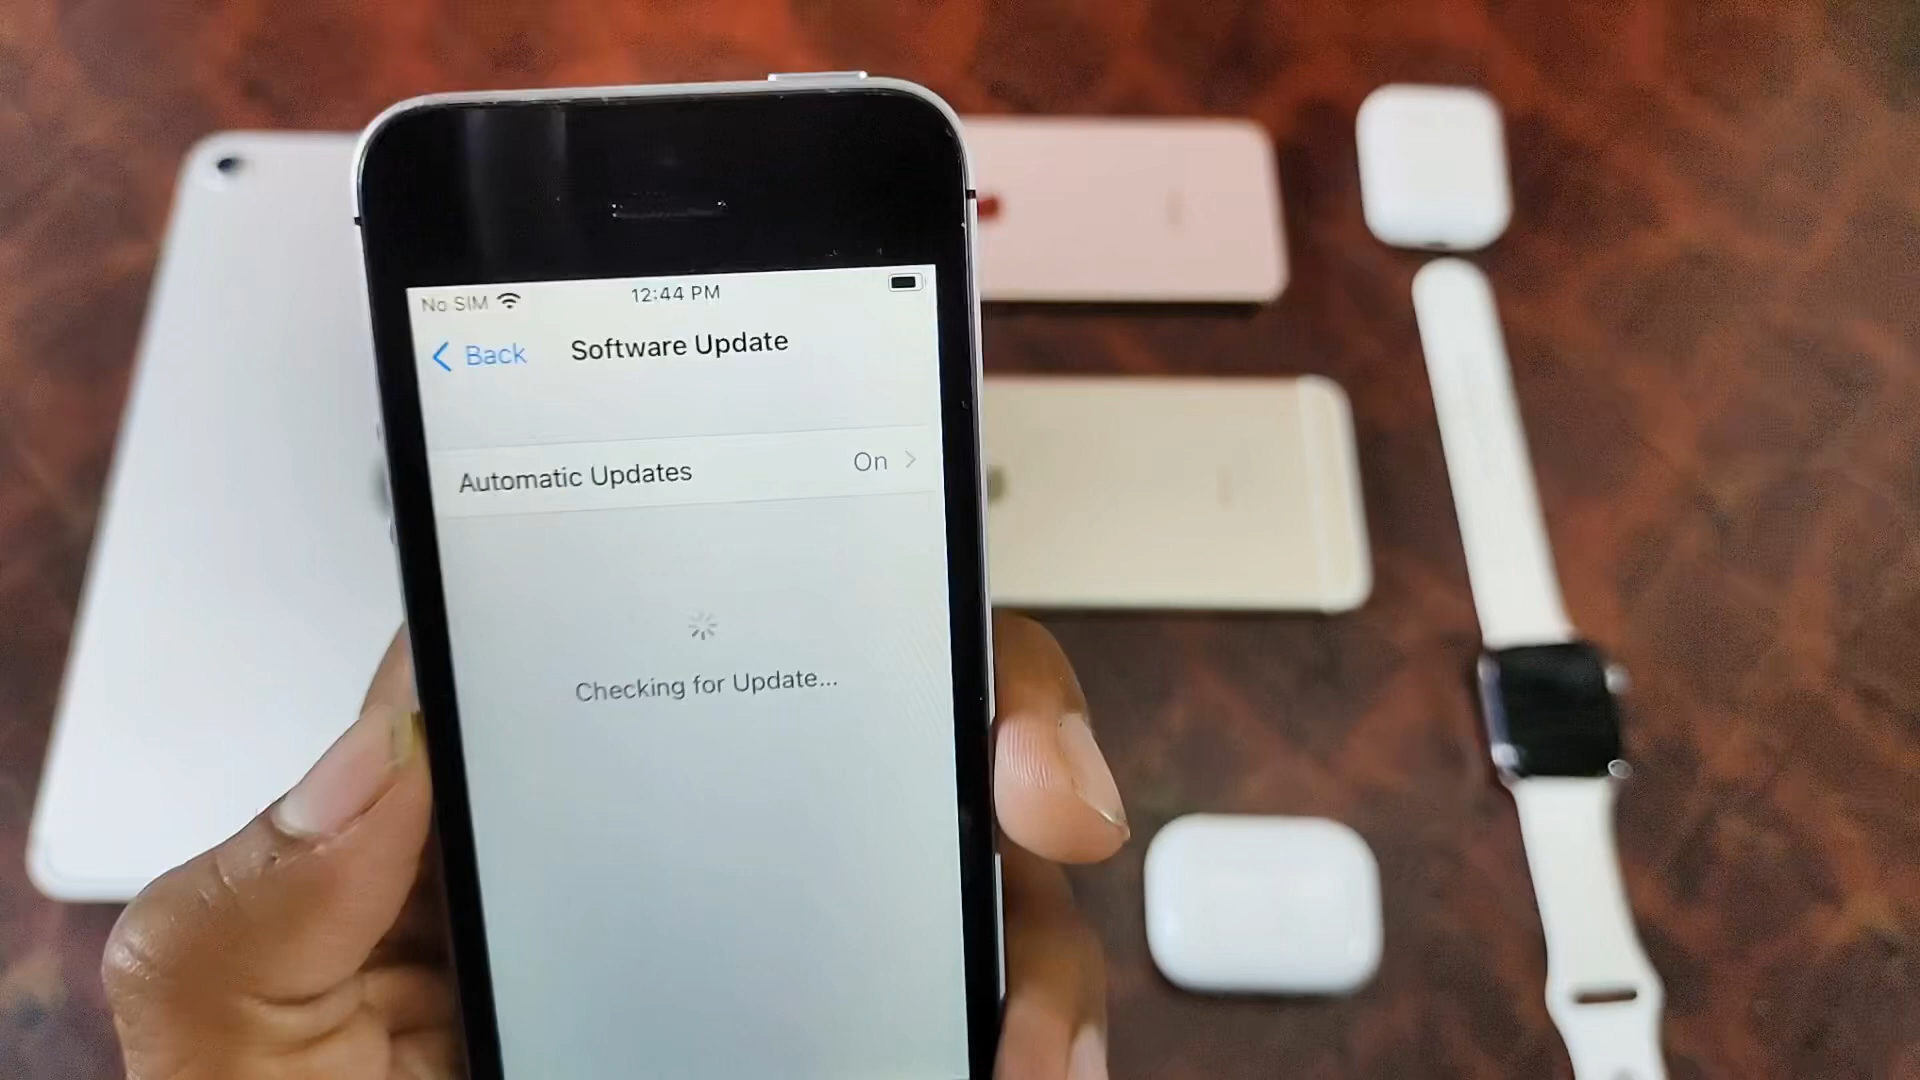 No SIM 12:44 PM
Back Software Update
Automatic Updates On
Checking for Update...